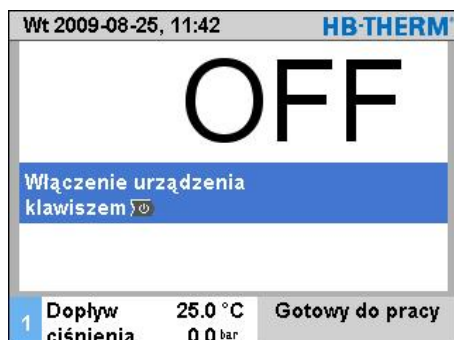 Wt 2009-08-25, 11:42 HB-THERM
OFF
Włączenie urządzenia
klawiszem
1 Dopływ 25.0 °C Gotowy do pracy
ciśnienia 0.0 bar